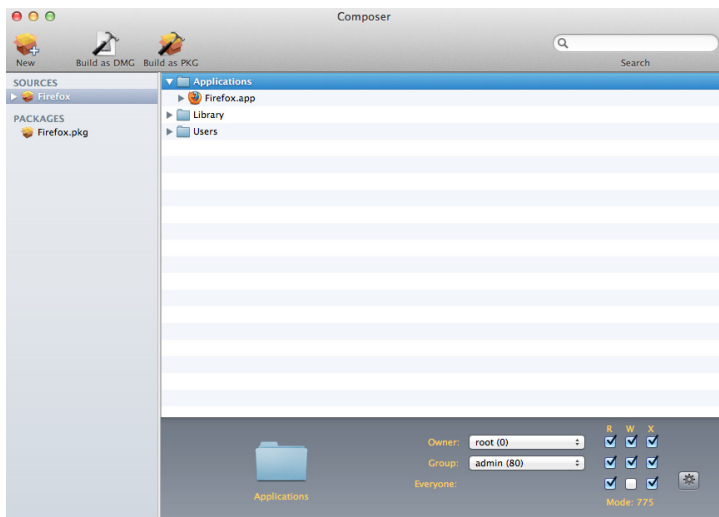 Composer
New
Build as DMG
Build as PKG
Search
SOURCES
Firefox
PACKAGES
Firefox.pkg
Applications
Firefox.app
Library
Users
R W X
Owner: root (0)
Group: admin (80)
Everyone:
Applications
Mode: 775